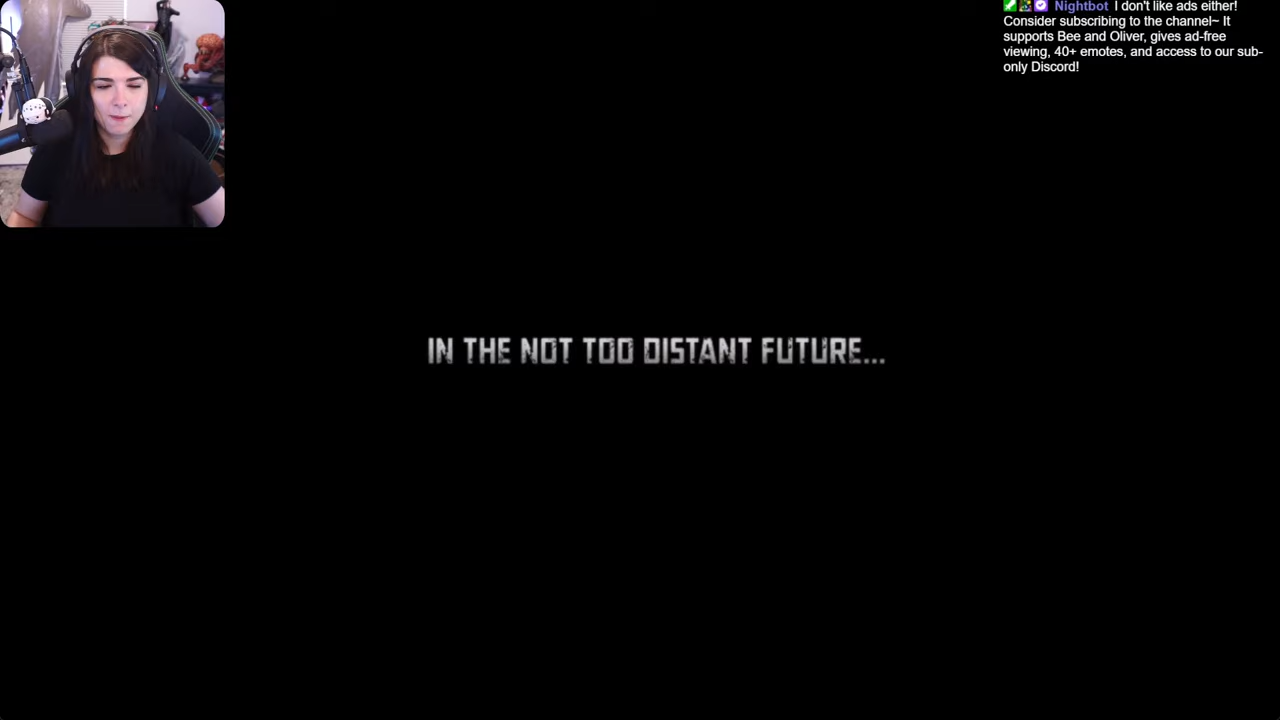 Nightbot I don't like ads either!
Consider subscribing to the channel~ It
supports Bee and Oliver, gives ad-free
viewing, 40+ emotes, and access to our sub-
only Discord!
IN THE NOT TOO DISTANT FUTURE...